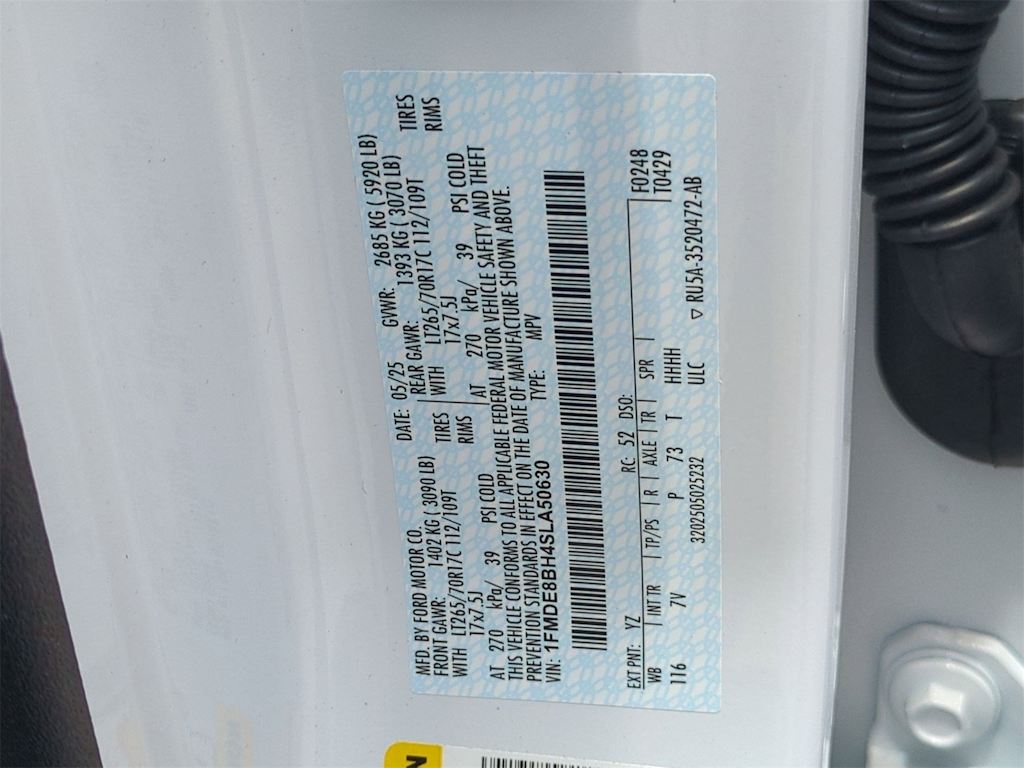 MFD. BY FORD MOTOR CO. DATE: 05/25 GVWR: 2685 KG ( 5920 LB)
FRONT GAWR: 1402 KG ( 3090 LB) REAR GAWR: 1393 KG ( 3070 LB)
WITH LT265/70R17C 112/109T TIRES WITH LT265/70R17C 112/109T TIRES
17x7.5J RIMS 17x7.5J RIMS
AT 270 kPa/ 39 PSI COLD AT 270 kPa/ 39 PSI COLD
THIS VEHICLE CONFORMS TO ALL APPLICABLE FEDERAL MOTOR VEHICLE SAFETY AND THEFT
PREVENTION STANDARDS IN EFFECT ON THE DATE OF MANUFACTURE SHOWN ABOVE.
VIN: 1FMDE8BH4SLA50630 TYPE: MPV
EXT PNT: YZ RC: 52 DSO: F0248
WB INT TR TP/PS R AXLE TR SPR T0429
116 7V P 73 T HHHH
320250505025232 ULC ▽ RU5A-3520472-AB
N